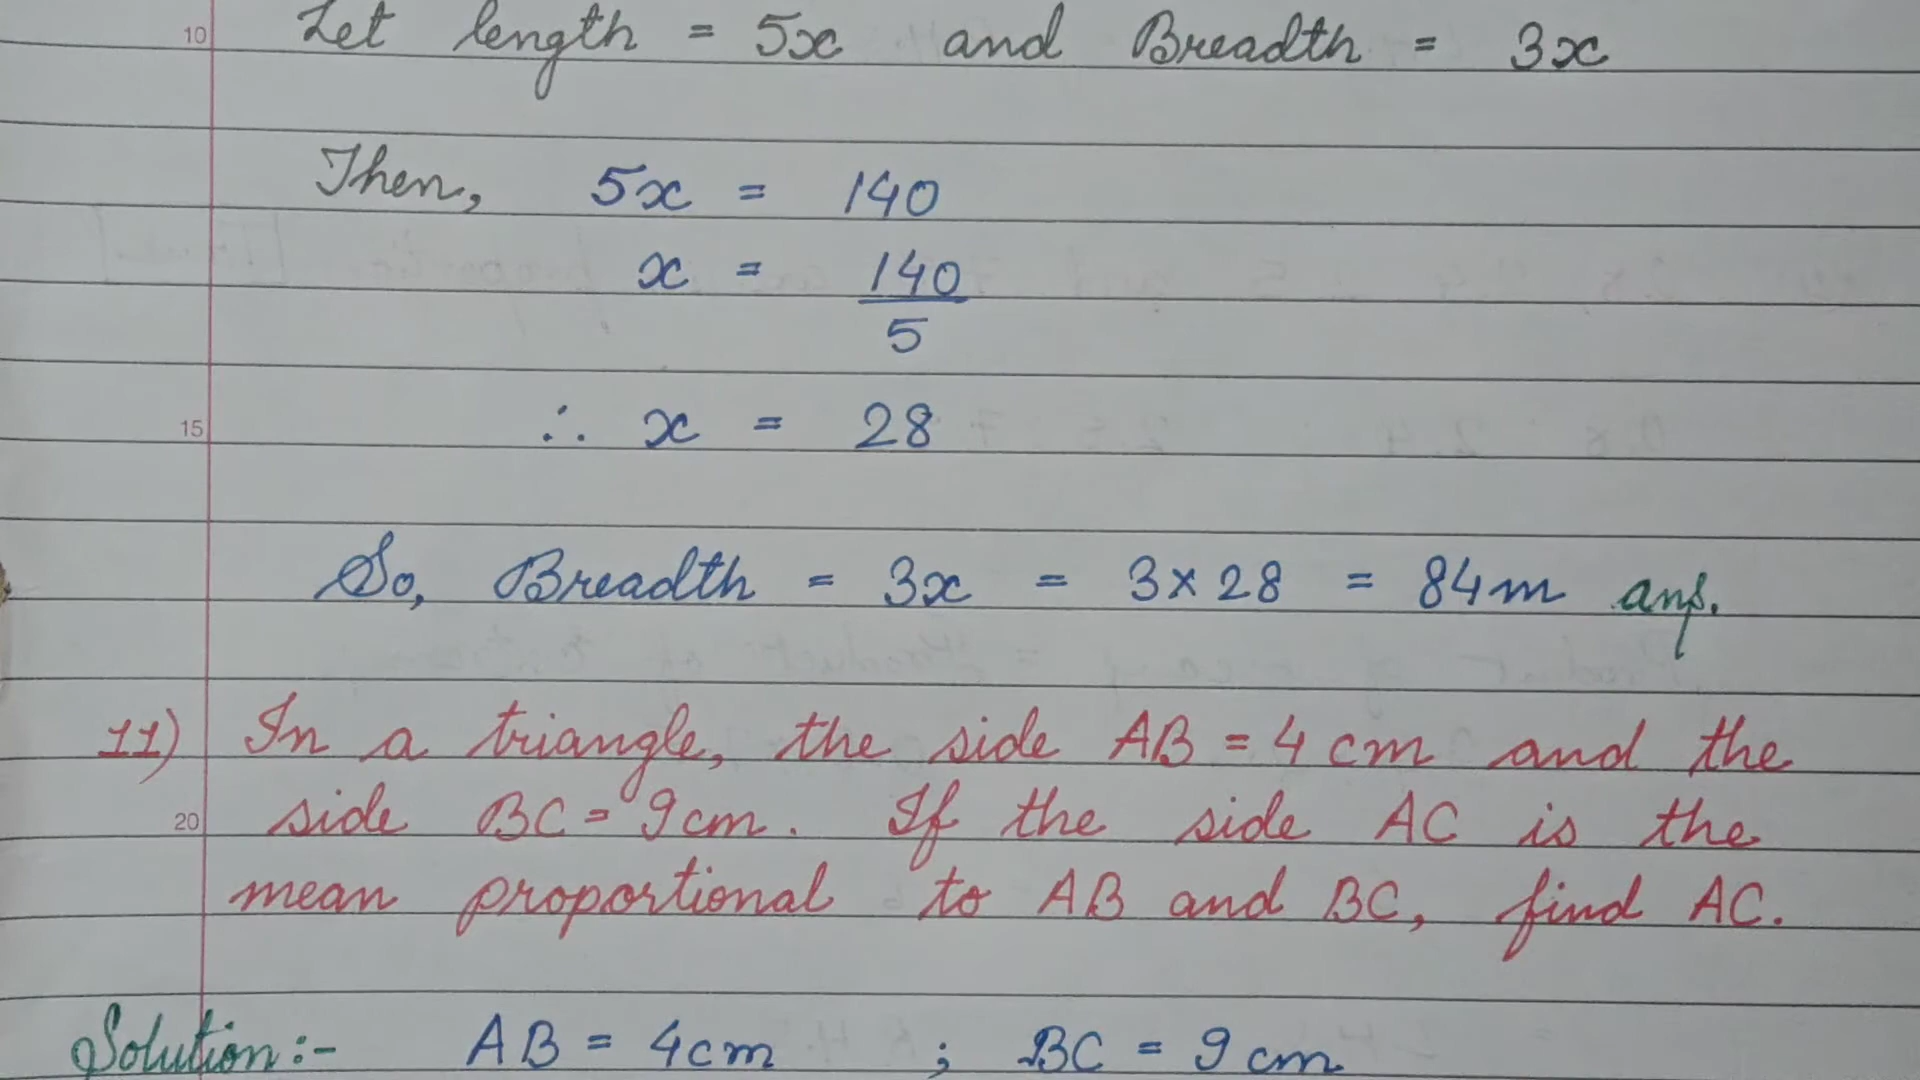 10 Let length = 5x and Breadth = 3x
Then, 5x = 140
x = 140/5
15 ∴ x = 28
So, Breadth = 3x = 3 × 28 = 84m ans.
11) In a triangle, the side AB = 4 cm and the
20 side BC = 9 cm. If the side AC is the
mean proportional to AB and BC, find AC.
Solution:- AB = 4cm ; BC = 9 cm